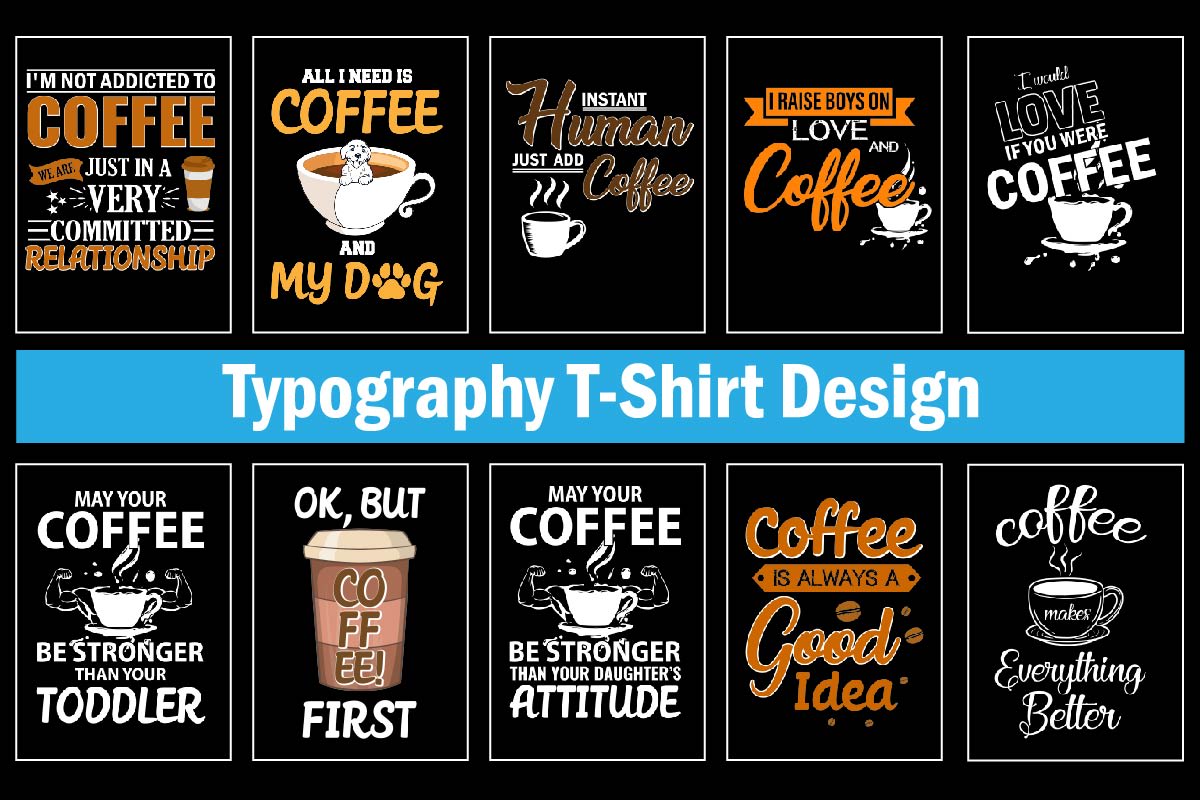 I'M NOT ADDICTED TO
COFFEE
WE ARE JUST IN A
VERY
COMMITTED
RELATIONSHIP
ALL I NEED IS
COFFEE
AND
MY DOG
INSTANT
Human
JUST ADD
Coffee
I RAISE BOYS ON
LOVE
AND
Coffee
I would
LOVE
IF YOU WERE
COFFEE
Typography T-Shirt Design
MAY YOUR
COFFEE
BE STRONGER
THAN YOUR
TODDLER
OK, BUT
CO
FF
EE!
FIRST
MAY YOUR
COFFEE
BE STRONGER
THAN YOUR DAUGHTER'S
ATTITUDE
Coffee
IS ALWAYS A
Good
Idea
coffee
makes
Everything
Better